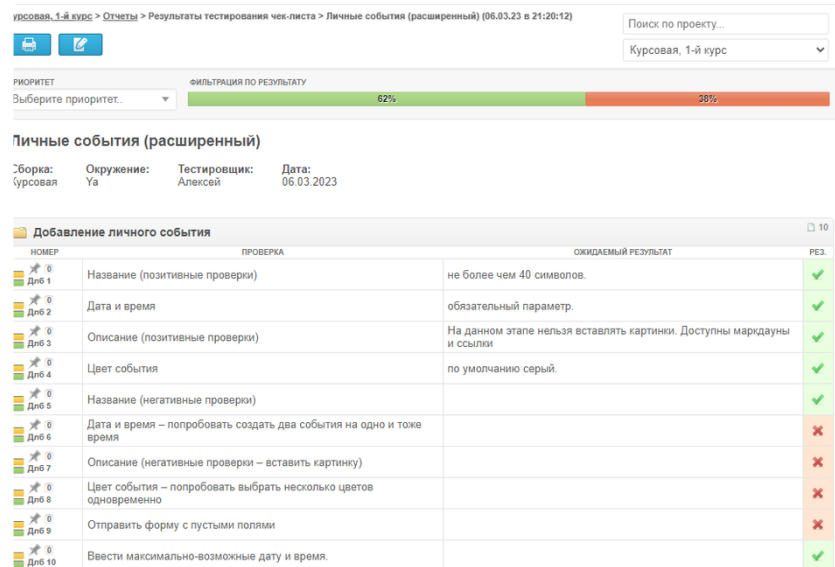 урсовая, 1-й курс > Отчеты > Результаты тестирования чек-листа > Личные события (расширенный) (06.03.23 в 21:20:12)
Поиск по проекту...
Курсовая, 1-й курс
РИОРИТЕТ
ФИЛЬТРАЦИЯ ПО РЕЗУЛЬТАТУ
Выберите приоритет..
62%
38%
Личные события (расширенный)
Сборка:
Окружение:
Тестировщик:
Дата:
Курсовая
Ya
Алексей
06.03.2023
Добавление личного события
10
НОМЕР
ПРОВЕРКА
ОЖИДАЕМЫЙ РЕЗУЛЬТАТ
РЕЗ.
0
Длб 1
Название (позитивные проверки)
не более чем 40 символов.
0
Длб 2
Дата и время
обязательный параметр.
0
Длб 3
Описание (позитивные проверки)
На данном этапе нельзя вставлять картинки. Доступны маркдауны
и ссылки
0
Длб 4
Цвет события
по умолчанию серый.
0
Длб 5
Название (негативные проверки)
0
Длб 6
Дата и время – попробовать создать два события на одно и тоже
время
0
Длб 7
Описание (негативные проверки – вставить картинку)
0
Длб 8
Цвет события – попробовать выбрать несколько цветов
одновременно
0
Длб 9
Отправить форму с пустыми полями
0
Длб 10
Ввести максимально-возможные дату и время.